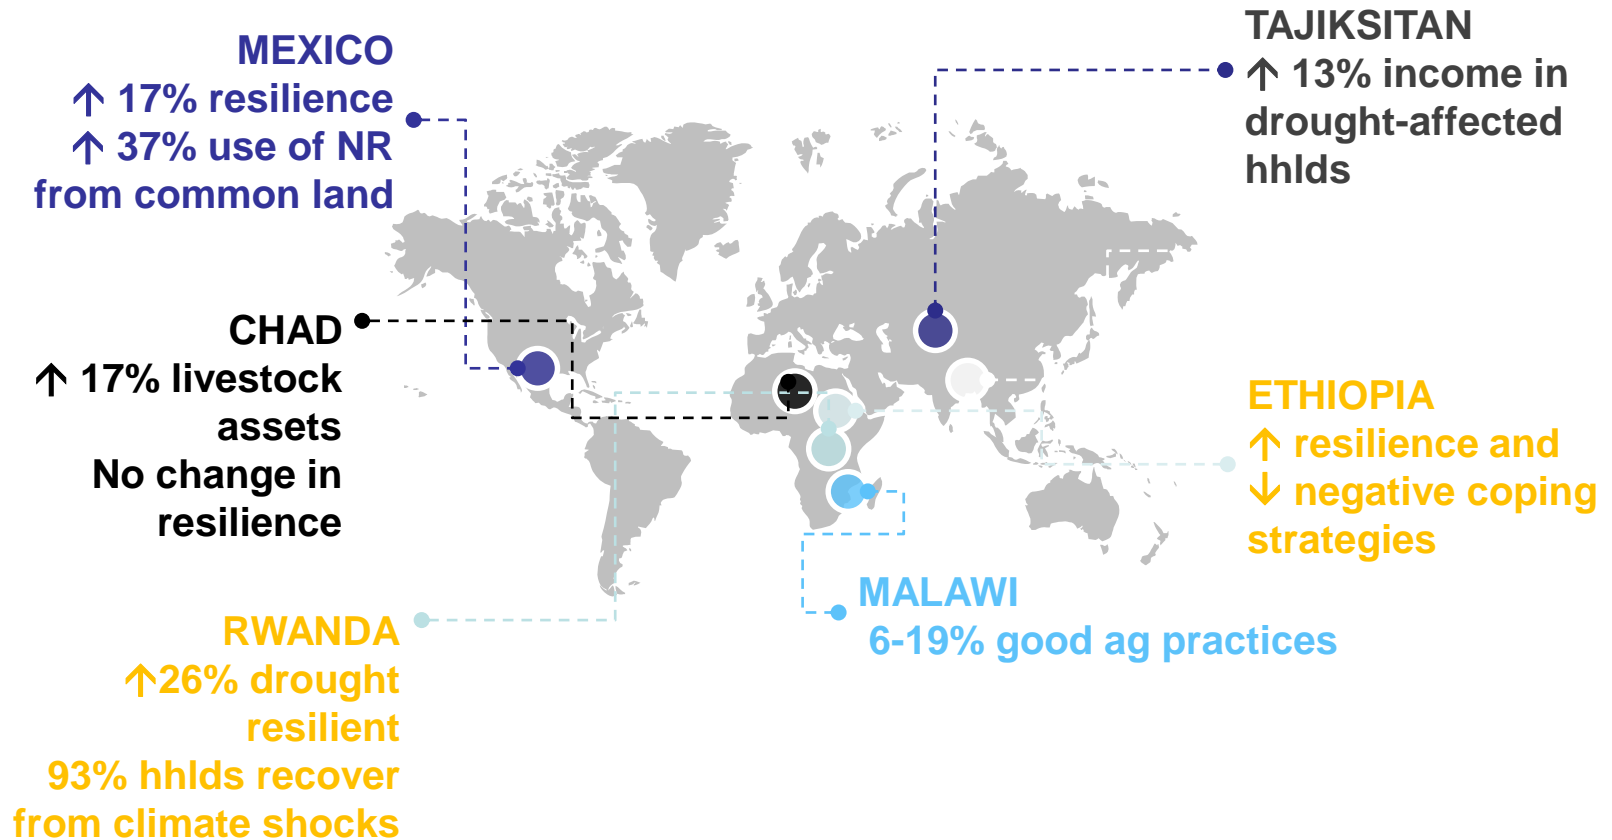 MEXICO
↑ 17% resilience
↑ 37% use of NR
from common land
TAJIKSITAN
↑ 13% income in
drought-affected
hhlds
CHAD
↑ 17% livestock
assets
No change in
resilience
ETHIOPIA
↑ resilience and
↓ negative coping
strategies
MALAWI
6-19% good ag practices
RWANDA
↑26% drought
resilient
93% hhlds recover
from climate shocks